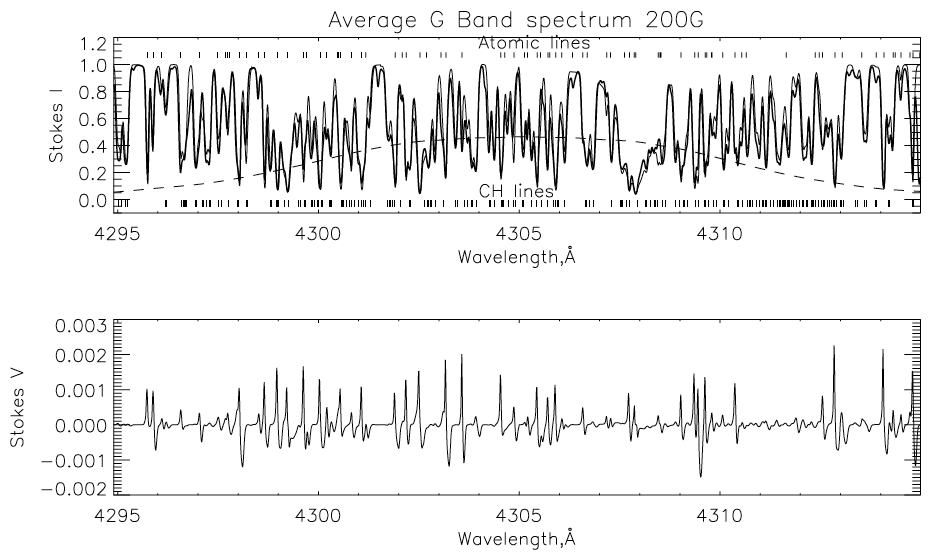 Average G Band spectrum 200G
Atomic lines
1.2
1.0
0.8
0.6
0.4
0.2
0.0
Stokes I
CH lines
4295 4300 4305 4310
Wavelength,Å
0.003
0.002
0.001
0.000
−0.001
−0.002
Stokes V
4295 4300 4305 4310
Wavelength,Å